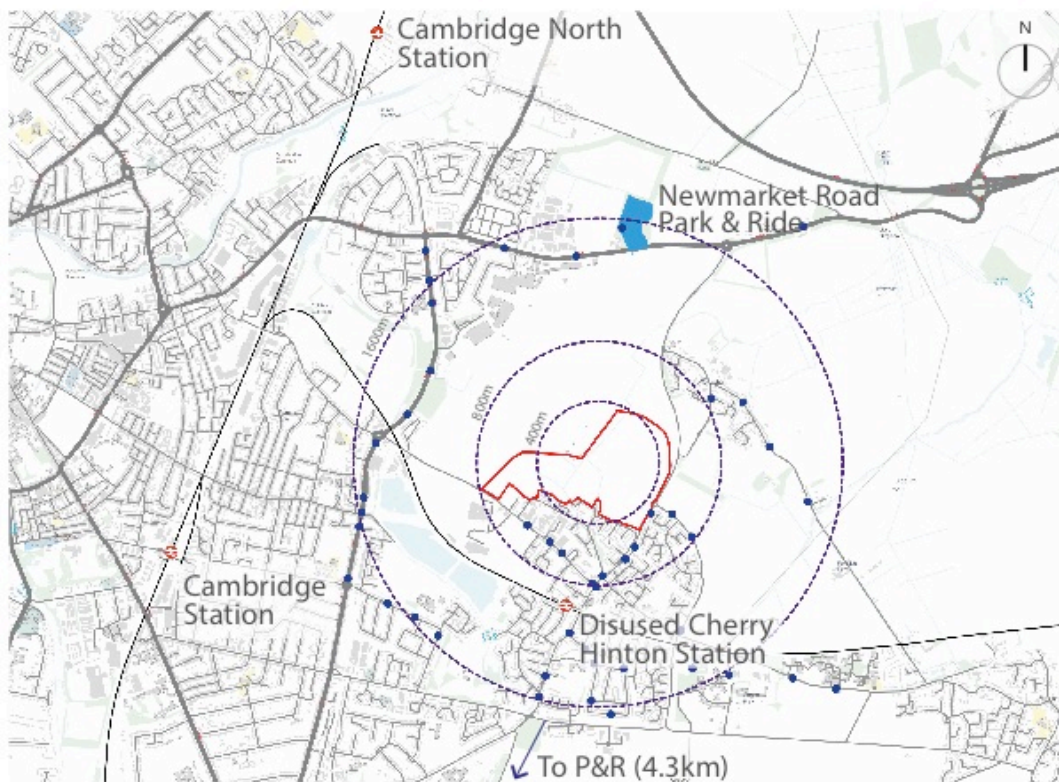 Cambridge North
Station
N
Newmarket Road
Park & Ride
1600m
800m
400m
Cambridge
Station
Disused Cherry
Hinton Station
To P&R (4.3km)